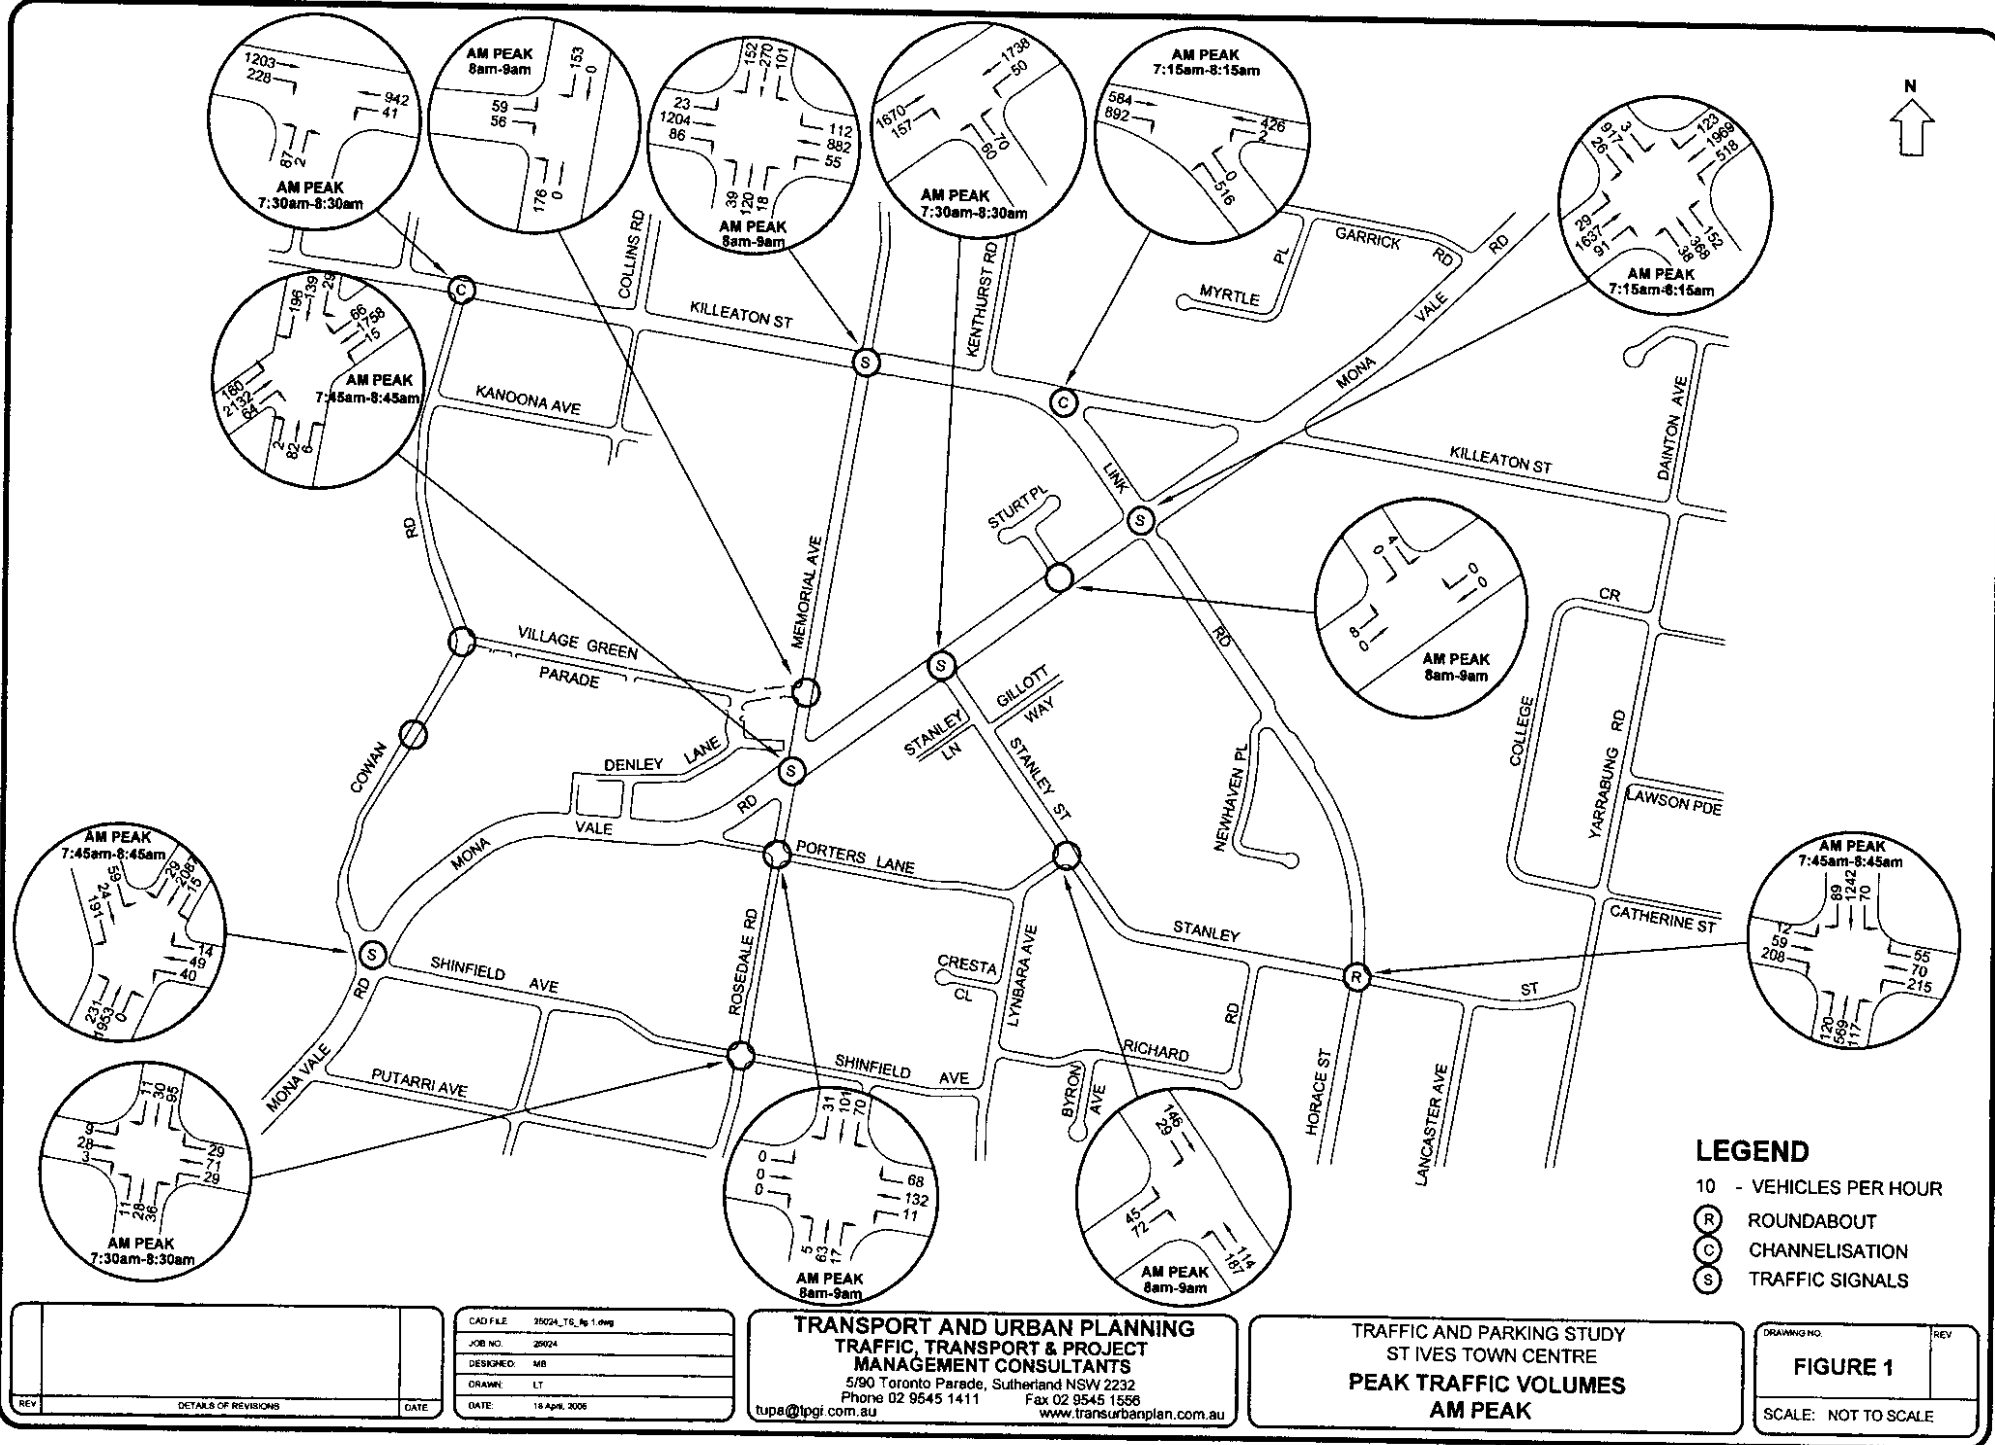 1203
228
942
41
87
2
AM PEAK
7:30am-8:30am
AM PEAK
8am-9am
153
0
59
56
176
0
152
270
101
23
1204
86
112
882
55
39
120
18
AM PEAK
8am-9am
1738
50
1670
157
70
60
AM PEAK
7:30am-8:30am
AM PEAK
7:15am-8:15am
584
892
426
2
0
516
3
917
26
123
1969
518
29
1637
91
152
368
38
AM PEAK
7:15am-8:15am
N
196
139
29
66
1758
15
AM PEAK
7:45am-8:45am
180
2132
64
2
82
6
COLLINS RD
KILLEATON ST
KENTHURST RD
GARRICK RD
MYRTLE PL
MONA VALE RD
KANOONA AVE
LINK RD
KILLEATON ST
DAINTON AVE
STURT PL
0
4
0
0
8
0
AM PEAK
8am-9am
COWAN RD
VILLAGE GREEN
PARADE
MEMORIAL AVE
STANLEY LN
GILLOTT WAY
STANLEY ST
DENLEY LANE
MONA VALE RD
PORTERS LANE
NEWHAVEN PL
COLLEGE CR
YARRABUNG RD
LAWSON PDE
CATHERINE ST
AM PEAK
7:45am-8:45am
59
24
191
29
2087
15
14
49
40
231
1953
0
AM PEAK
7:45am-8:45am
89
1242
70
12
59
208
55
70
215
120
569
117
SHINFIELD AVE
ROSEDALE RD
CRESTA CL
LYNBARA AVE
STANLEY ST
RICHARD RD
BYRON AVE
HORACE ST
LANCASTER AVE
MONA VALE RD
PUTARRI AVE
SHINFIELD AVE
11
30
95
9
28
3
29
71
29
11
28
36
AM PEAK
7:30am-8:30am
31
101
70
0
0
0
68
132
11
5
63
17
AM PEAK
8am-9am
146
29
45
72
114
187
AM PEAK
8am-9am
C
S
C
S
S
S
S
R
LEGEND
10 - VEHICLES PER HOUR
R ROUNDABOUT
C CHANNELISATION
S TRAFFIC SIGNALS
REV DETAILS OF REVISIONS DATE
CAD FILE 25024_TS_fig 1.dwg
JOB NO. 25024
DESIGNED: MB
DRAWN: LT
DATE: 18 April, 2006
TRANSPORT AND URBAN PLANNING
TRAFFIC, TRANSPORT & PROJECT
MANAGEMENT CONSULTANTS
5/90 Toronto Parade, Sutherland NSW 2232
Phone 02 9545 1411 Fax 02 9545 1556
tupa@tpgi.com.au www.transurbanplan.com.au
TRAFFIC AND PARKING STUDY
ST IVES TOWN CENTRE
PEAK TRAFFIC VOLUMES
AM PEAK
DRAWING NO. REV
FIGURE 1
SCALE: NOT TO SCALE